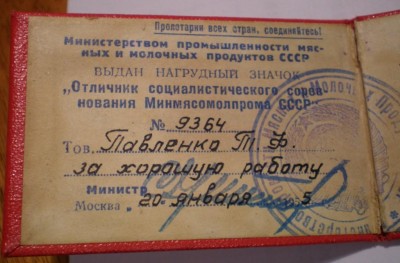 Пролетарии всех стран, соединяйтесь!
Министерством промышленности мяс-
ных и молочных продуктов СССР
ВЫДАН НАГРУДНЫЙ ЗНАЧОК
„Отличник социалистического сорев-
нования Минмясомолпрома СССР"
№ 9364
Тов. Павленко Т. Ф.
за хорошую работу
Министр
Москва „20 января